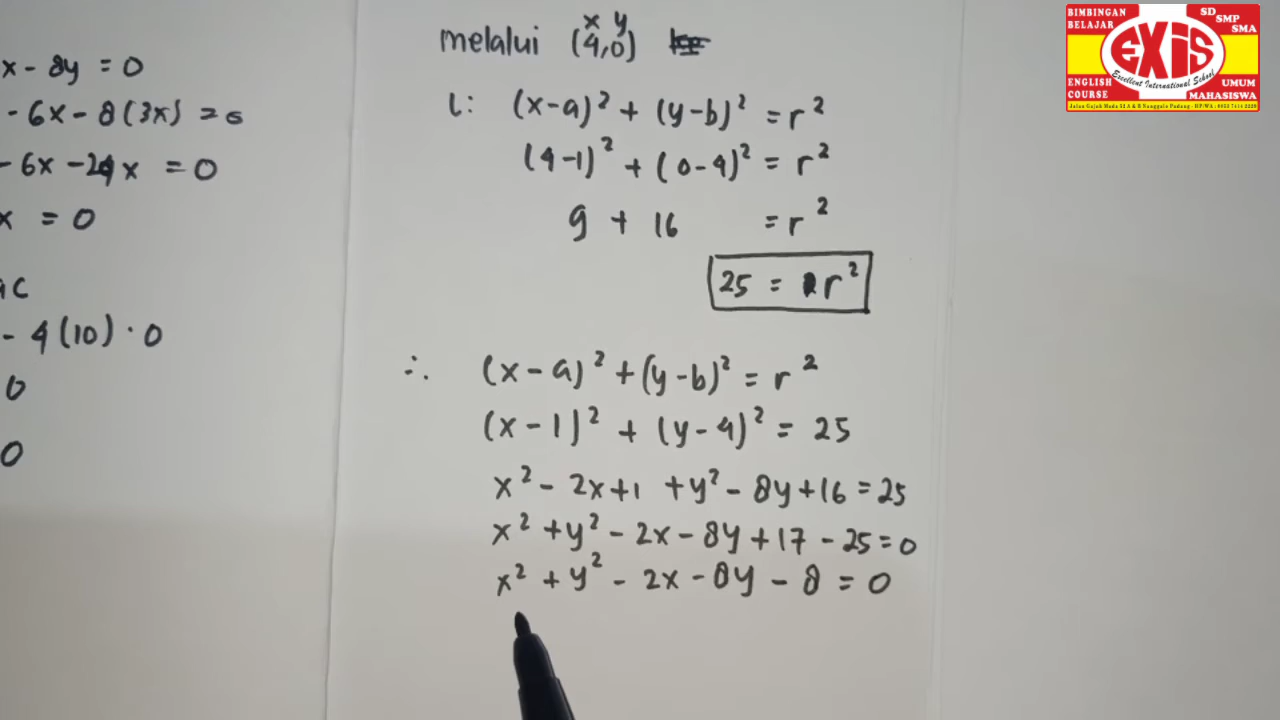 x - 8y = 0
- 6x - 8(3x) = 0
- 6x - 24x = 0
x = 0
ac
- 4(10) · 0
0
0
x y
melalui (4,0)
L: (x-a)² + (y-b)² = r²
(4-1)² + (0-4)² = r²
9 + 16 = r²
25 = r²
∴ (x-a)² + (y-b)² = r²
(x-1)² + (y-4)² = 25
x² - 2x+1 + y² - 8y+16 = 25
x² + y² - 2x - 8y + 17 - 25 = 0
x² + y² - 2x - 8y - 8 = 0
BIMBINGAN
BELAJAR
SD
SMP
SMA
EXIS
Excellent International School
ENGLISH
COURSE
UMUM
MAHASISWA